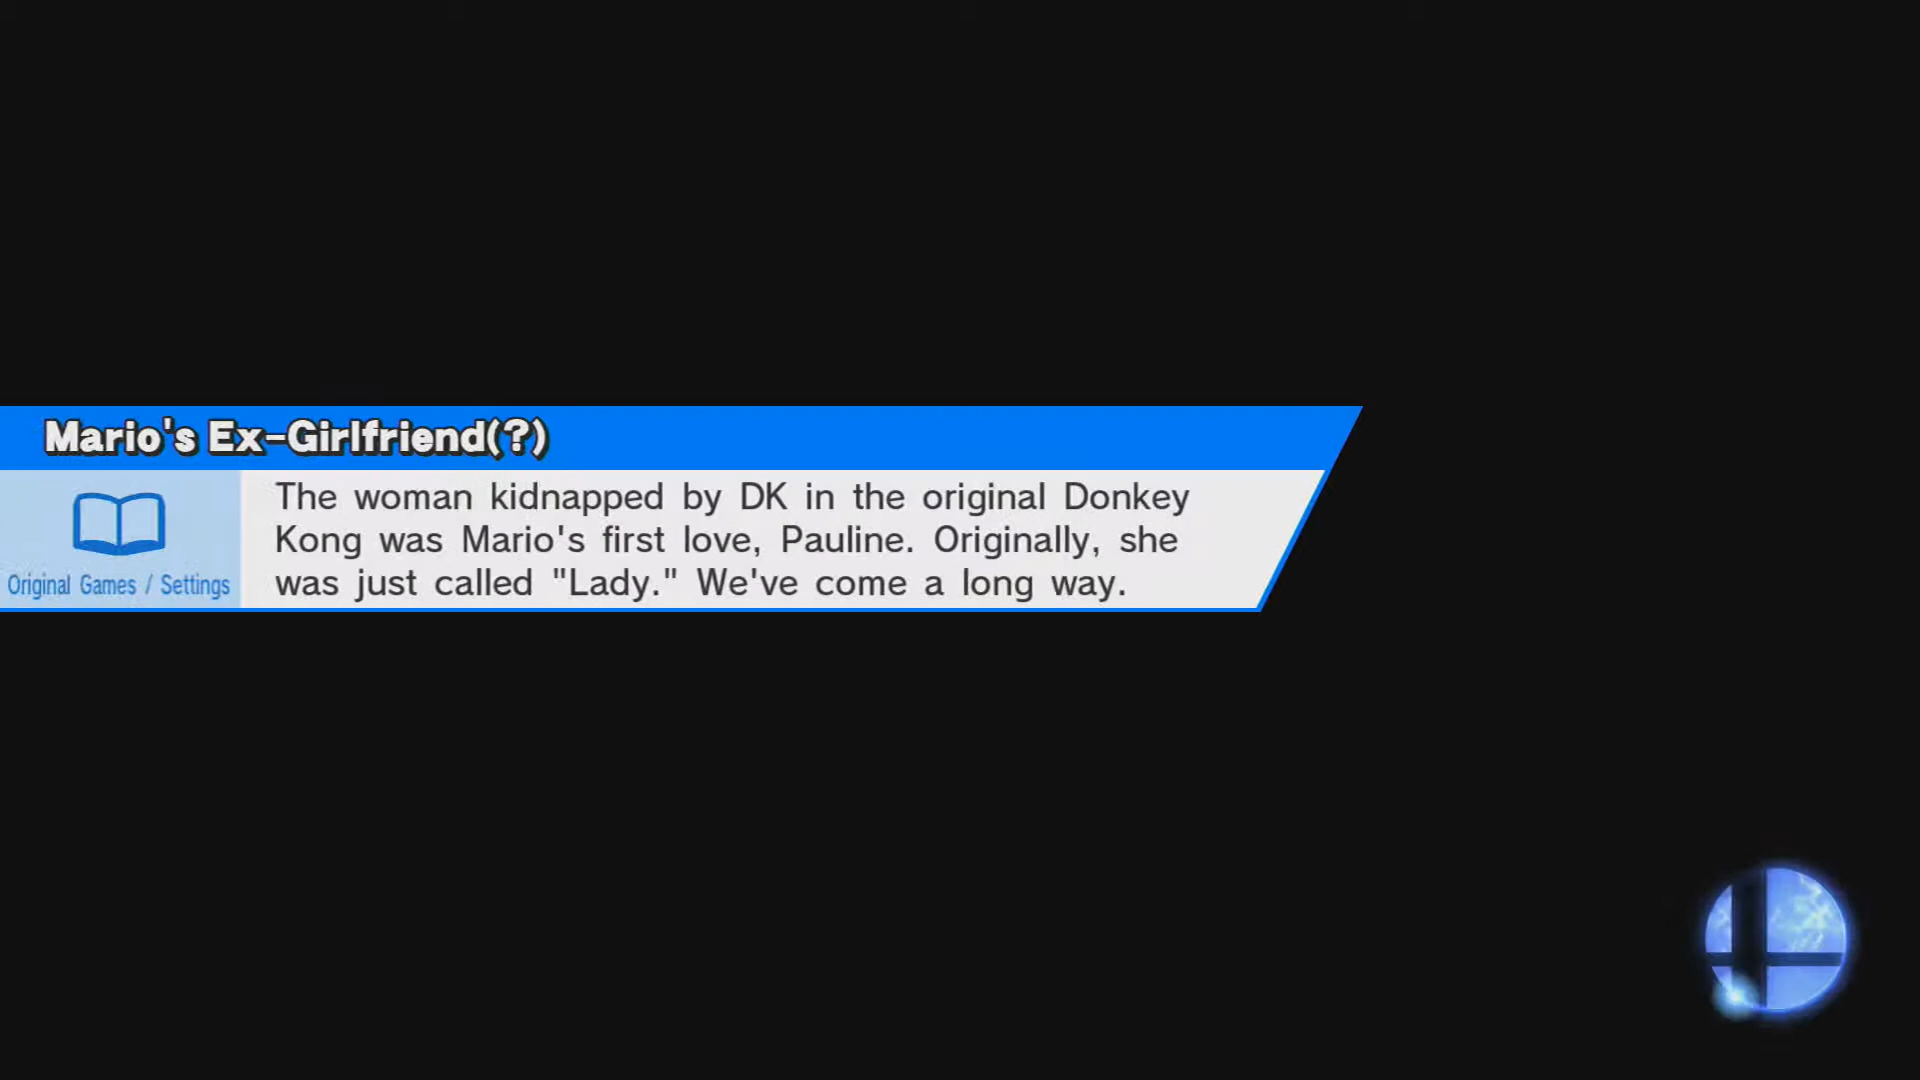 Mario's Ex-Girlfriend(?)
The woman kidnapped by DK in the original Donkey
Kong was Mario's first love, Pauline. Originally, she
was just called "Lady." We've come a long way.
Original Games / Settings